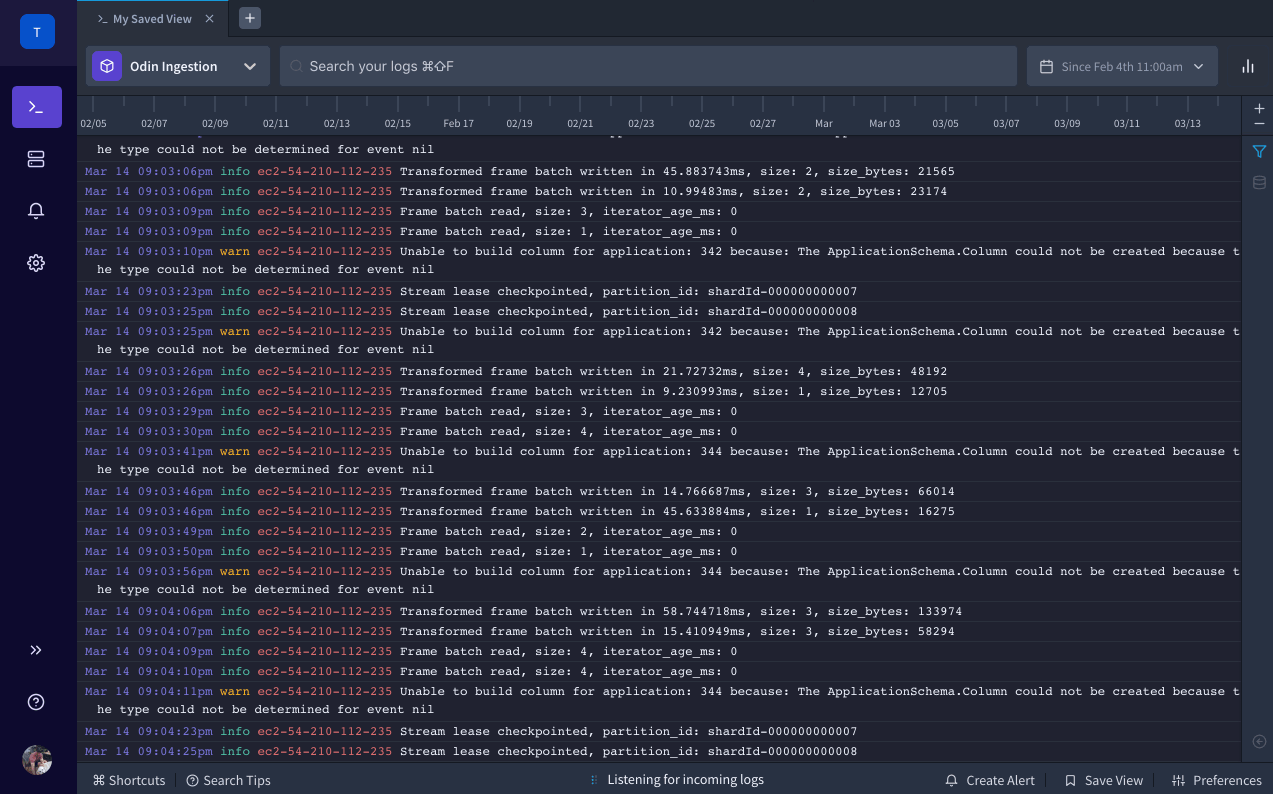 T
My Saved View
Odin Ingestion
Search your logs ⌘⇧F
Since Feb 4th 11:00am
02/05 02/07 02/09 02/11 02/13 02/15 Feb 17 02/19 02/21 02/23 02/25 02/27 Mar Mar 03 03/05 03/07 03/09 03/11 03/13
he type could not be determined for event nil
Mar 14 09:03:06pm info ec2-54-210-112-235 Transformed frame batch written in 45.883743ms, size: 2, size_bytes: 21565
Mar 14 09:03:06pm info ec2-54-210-112-235 Transformed frame batch written in 10.99483ms, size: 2, size_bytes: 23174
Mar 14 09:03:09pm info ec2-54-210-112-235 Frame batch read, size: 3, iterator_age_ms: 0
Mar 14 09:03:09pm info ec2-54-210-112-235 Frame batch read, size: 1, iterator_age_ms: 0
Mar 14 09:03:10pm warn ec2-54-210-112-235 Unable to build column for application: 342 because: The ApplicationSchema.Column could not be created because t
he type could not be determined for event nil
Mar 14 09:03:23pm info ec2-54-210-112-235 Stream lease checkpointed, partition_id: shardId-000000000007
Mar 14 09:03:25pm info ec2-54-210-112-235 Stream lease checkpointed, partition_id: shardId-000000000008
Mar 14 09:03:25pm warn ec2-54-210-112-235 Unable to build column for application: 342 because: The ApplicationSchema.Column could not be created because t
he type could not be determined for event nil
Mar 14 09:03:26pm info ec2-54-210-112-235 Transformed frame batch written in 21.72732ms, size: 4, size_bytes: 48192
Mar 14 09:03:26pm info ec2-54-210-112-235 Transformed frame batch written in 9.230993ms, size: 1, size_bytes: 12705
Mar 14 09:03:29pm info ec2-54-210-112-235 Frame batch read, size: 3, iterator_age_ms: 0
Mar 14 09:03:30pm info ec2-54-210-112-235 Frame batch read, size: 4, iterator_age_ms: 0
Mar 14 09:03:41pm warn ec2-54-210-112-235 Unable to build column for application: 344 because: The ApplicationSchema.Column could not be created because t
he type could not be determined for event nil
Mar 14 09:03:46pm info ec2-54-210-112-235 Transformed frame batch written in 14.766687ms, size: 3, size_bytes: 66014
Mar 14 09:03:46pm info ec2-54-210-112-235 Transformed frame batch written in 45.633884ms, size: 1, size_bytes: 16275
Mar 14 09:03:49pm info ec2-54-210-112-235 Frame batch read, size: 2, iterator_age_ms: 0
Mar 14 09:03:50pm info ec2-54-210-112-235 Frame batch read, size: 1, iterator_age_ms: 0
Mar 14 09:03:56pm warn ec2-54-210-112-235 Unable to build column for application: 344 because: The ApplicationSchema.Column could not be created because t
he type could not be determined for event nil
Mar 14 09:04:06pm info ec2-54-210-112-235 Transformed frame batch written in 58.744718ms, size: 3, size_bytes: 133974
Mar 14 09:04:07pm info ec2-54-210-112-235 Transformed frame batch written in 15.410949ms, size: 3, size_bytes: 58294
Mar 14 09:04:09pm info ec2-54-210-112-235 Frame batch read, size: 4, iterator_age_ms: 0
Mar 14 09:04:10pm info ec2-54-210-112-235 Frame batch read, size: 4, iterator_age_ms: 0
Mar 14 09:04:11pm warn ec2-54-210-112-235 Unable to build column for application: 344 because: The ApplicationSchema.Column could not be created because t
he type could not be determined for event nil
Mar 14 09:04:23pm info ec2-54-210-112-235 Stream lease checkpointed, partition_id: shardId-000000000007
Mar 14 09:04:25pm info ec2-54-210-112-235 Stream lease checkpointed, partition_id: shardId-000000000008
⌘ Shortcuts Search Tips Listening for incoming logs Create Alert Save View Preferences